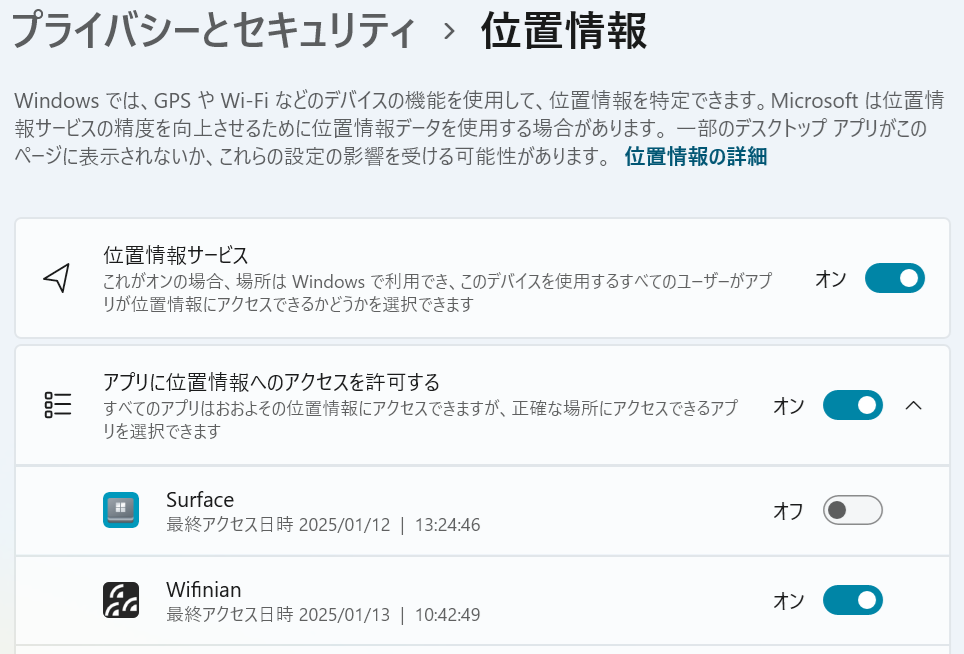 プライバシーとセキュリティ › 位置情報
Windows では、GPS や Wi-Fi などのデバイスの機能を使用して、位置情報を特定できます。Microsoft は位置情
報サービスの精度を向上させるために位置情報データを使用する場合があります。 一部のデスクトップ アプリがこの
ページに表示されないか、これらの設定の影響を受ける可能性があります。 位置情報の詳細
位置情報サービス
これがオンの場合、場所は Windows で利用でき、このデバイスを使用するすべてのユーザーがアプ
リが位置情報にアクセスできるかどうかを選択できます
オン
アプリに位置情報へのアクセスを許可する
すべてのアプリはおおよその位置情報にアクセスできますが、正確な場所にアクセスできるアプ
リを選択できます
オン
Surface
最終アクセス日時 2025/01/12 | 13:24:46
オフ
Wifinian
最終アクセス日時 2025/01/13 | 10:42:49
オン